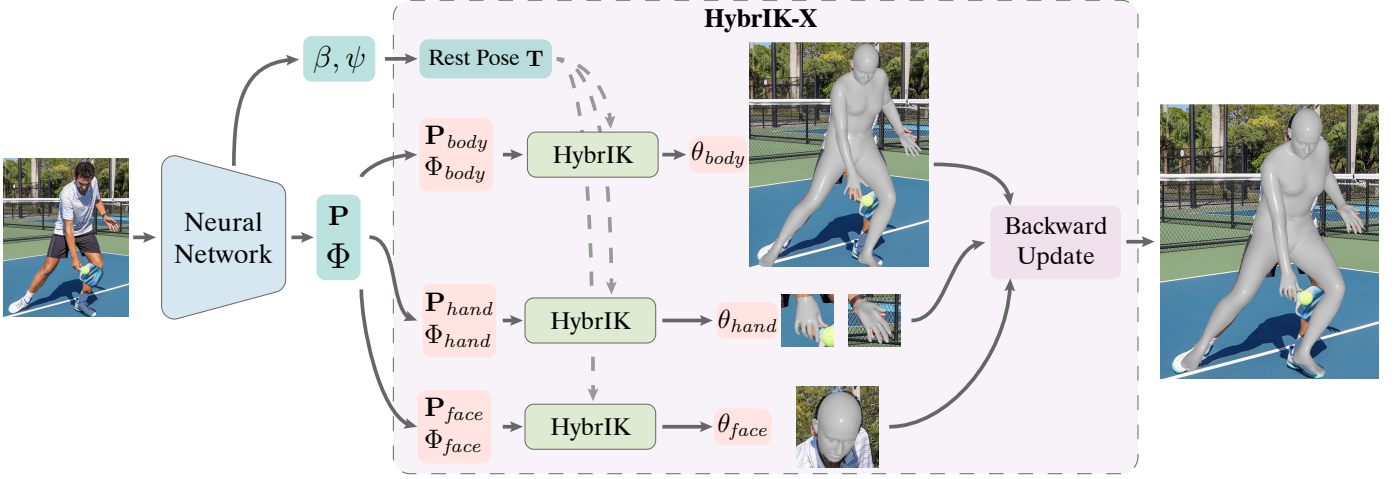 HybrIK-X
β, ψ
Rest Pose T
P_body
Φ_body
HybrIK
θ_body
Neural
Network
P
Φ
Backward
Update
P_hand
Φ_hand
HybrIK
θ_hand
P_face
Φ_face
HybrIK
θ_face